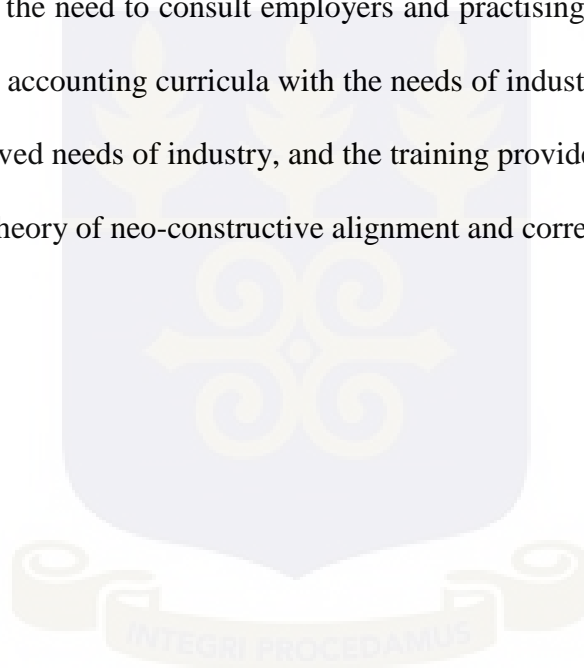 the need to consult employers and practising
accounting curricula with the needs of indust
ved needs of industry, and the training provide
heory of neo-constructive alignment and corre
INTEGRI PROCEDAMUS